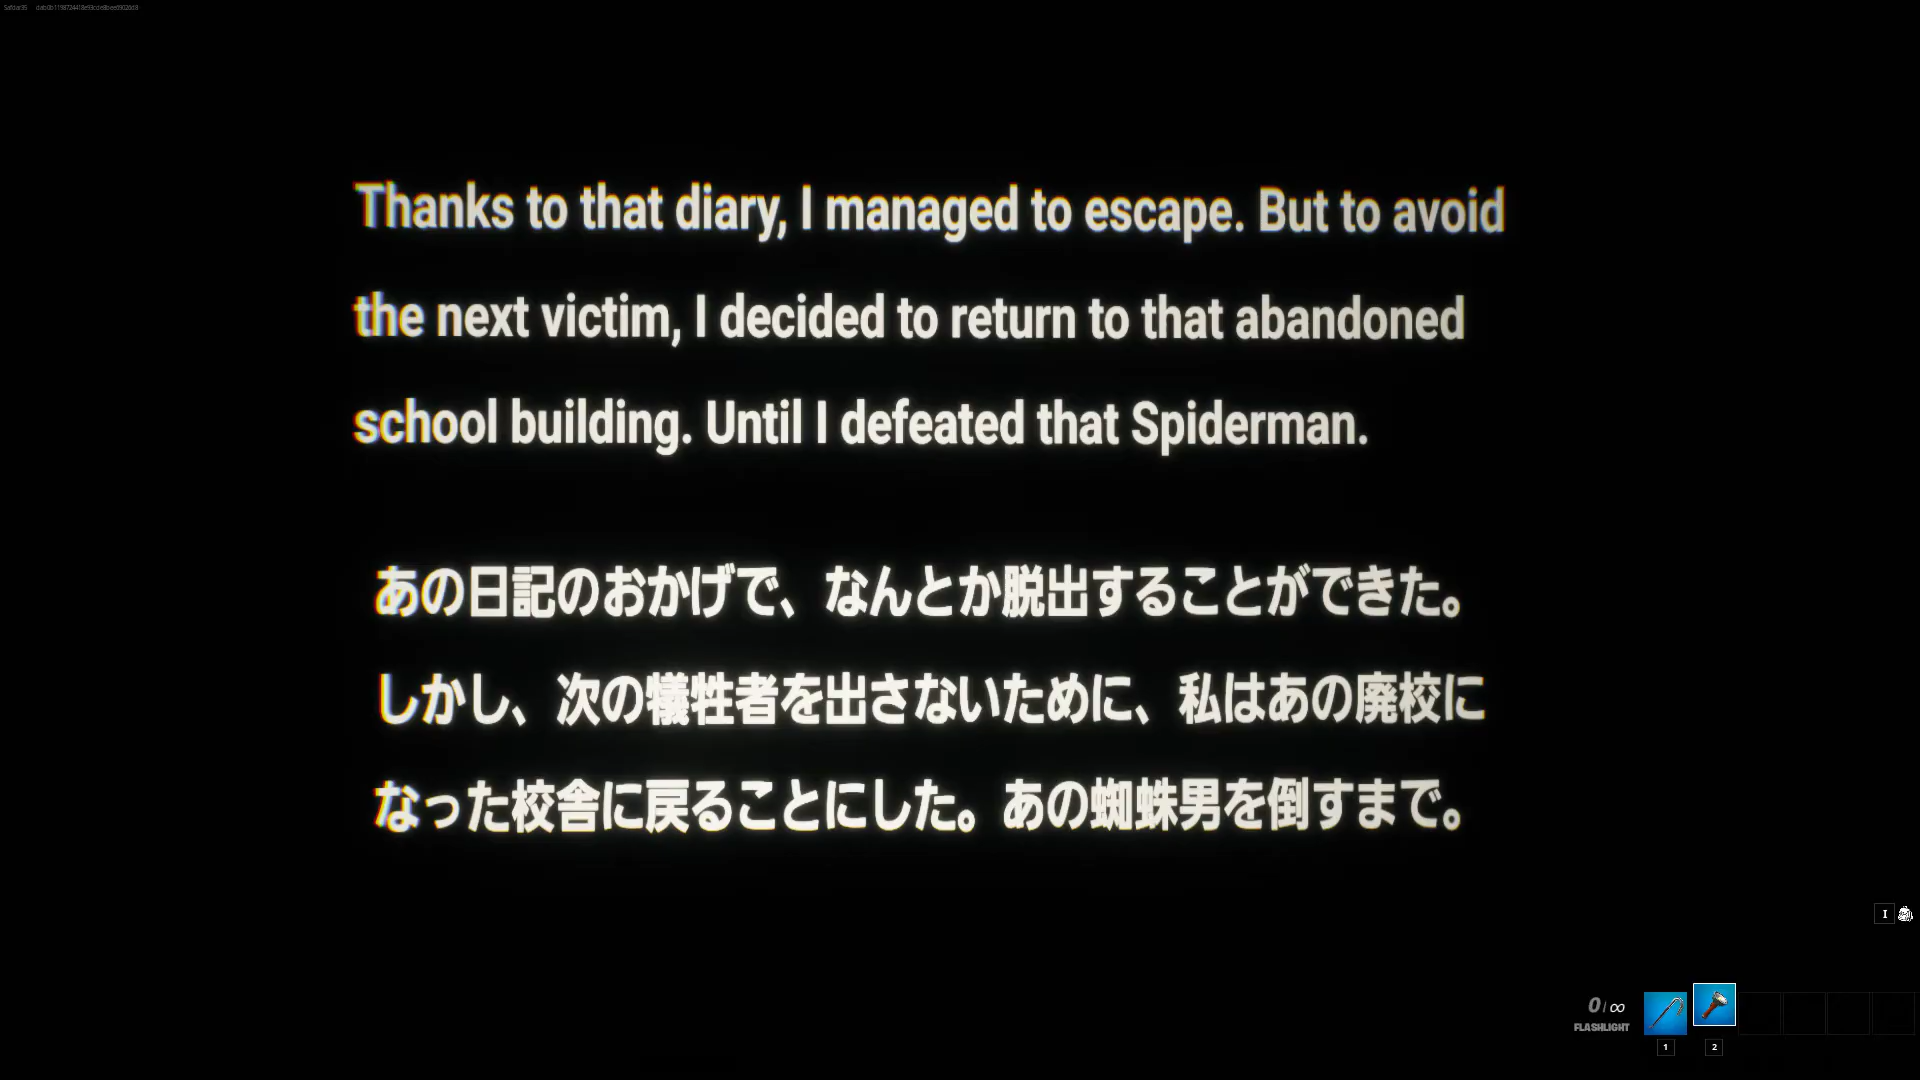 Thanks to that diary, I managed to escape. But to avoid
the next victim, I decided to return to that abandoned
school building. Until I defeated that Spiderman.
あの日記のおかげで、なんとか脱出することができた。
しかし、次の犠牲者を出さないために、私はあの廃校に
なった校舎に戻ることにした。あの蜘蛛男を倒すまで。
I
0/∞
FLASHLIGHT
1
2